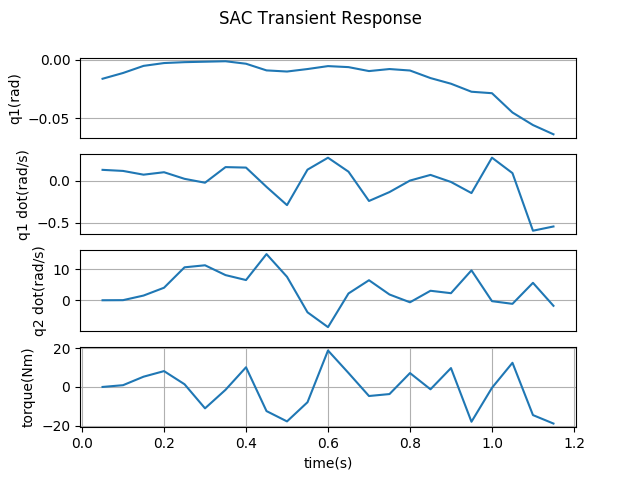 SAC Transient Response
q1(rad)
0.00
−0.05
q1 dot(rad/s)
0.0
−0.5
q2 dot(rad/s)
10
0
torque(Nm)
20
0
−20
0.0 0.2 0.4 0.6 0.8 1.0 1.2
time(s)